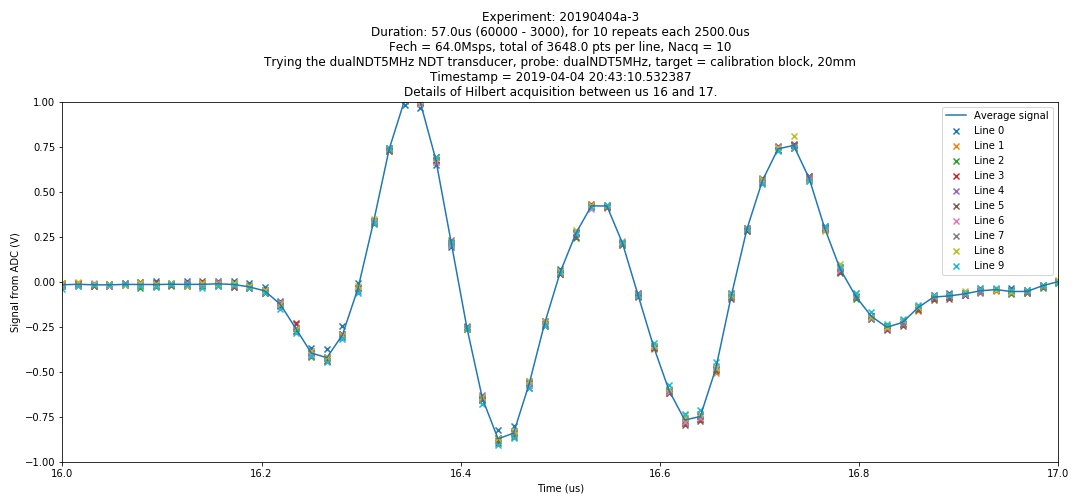 Experiment: 20190404a-3
Duration: 57.0us (60000 - 3000), for 10 repeats each 2500.0us
Fech = 64.0Msps, total of 3648.0 pts per line, Nacq = 10
Trying the dualNDT5MHz NDT transducer, probe: dualNDT5MHz, target = calibration block, 20mm
Timestamp = 2019-04-04 20:43:10.532387
Details of Hilbert acquisition between us 16 and 17.
Signal from ADC (V)
1.00
0.75
0.50
0.25
0.00
−0.25
−0.50
−0.75
−1.00
Average signal
Line 0
Line 1
Line 2
Line 3
Line 4
Line 5
Line 6
Line 7
Line 8
Line 9
16.0
16.2
16.4
16.6
16.8
17.0
Time (us)